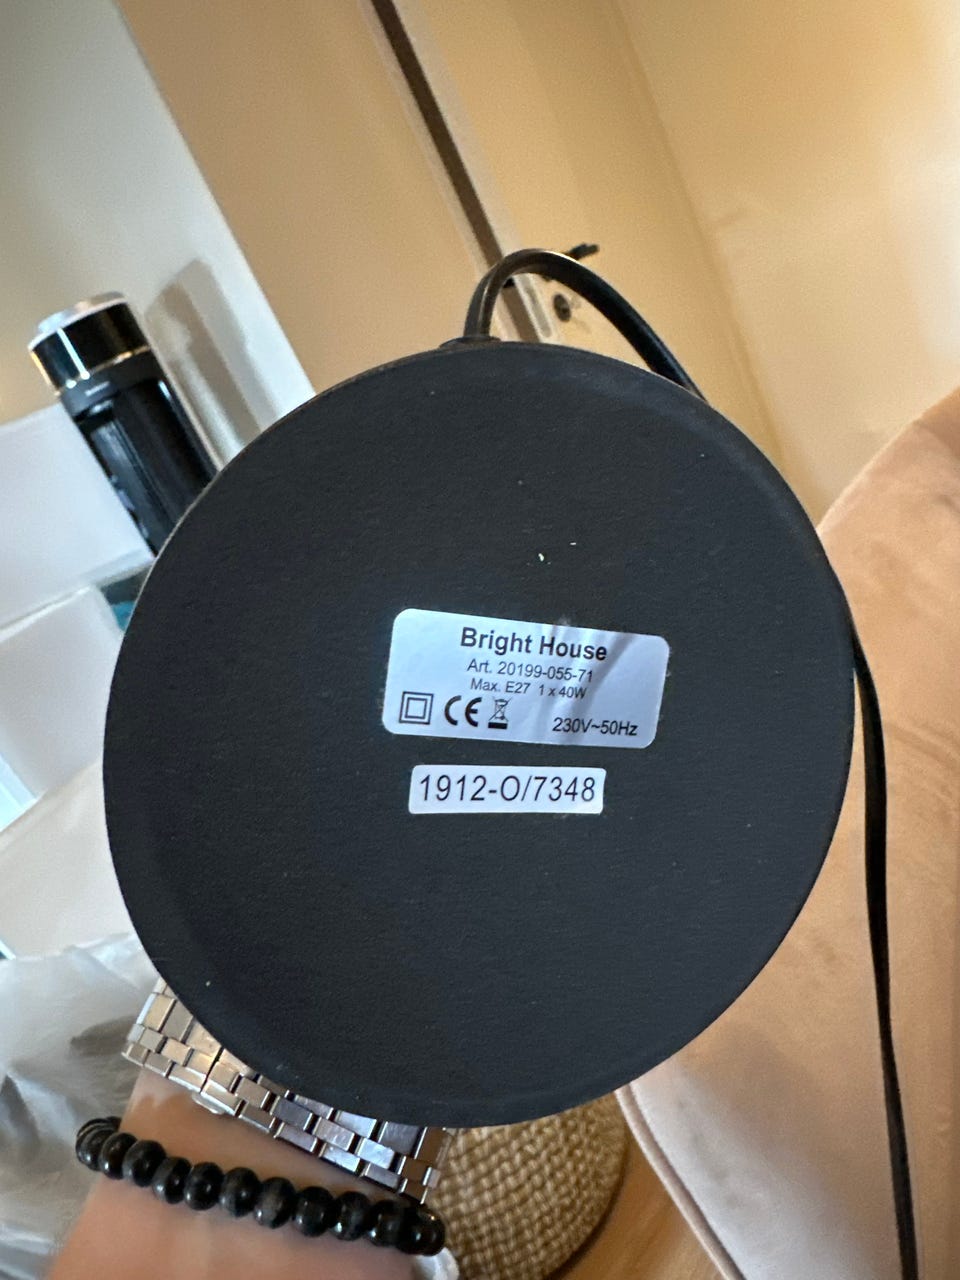 Bright House
Art. 20199-055-71
Max. E27 1 x 40W
CE
230V~50Hz
1912-O/7348